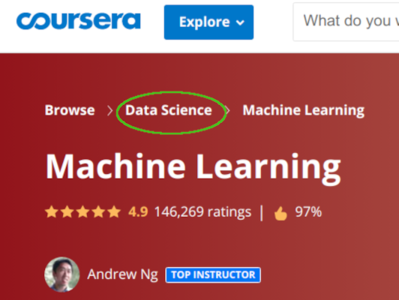 coursera Explore What do you v
Browse > Data Science > Machine Learning
Machine Learning
4.9 146,269 ratings | 97%
Andrew Ng TOP INSTRUCTOR